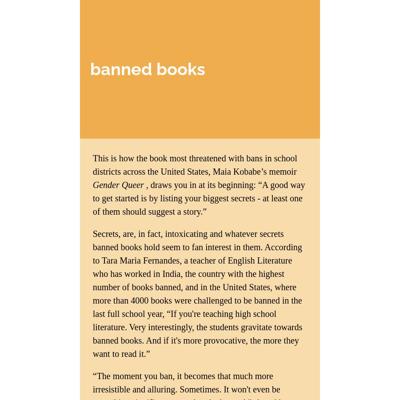 banned books
This is how the book most threatened with bans in school
districts across the United States, Maia Kobabe’s memoir
Gender Queer , draws you in at its beginning: “A good way
to get started is by listing your biggest secrets - at least one
of them should suggest a story.”
Secrets, are, in fact, intoxicating and whatever secrets
banned books hold seem to fan interest in them. According
to Tara Maria Fernandes, a teacher of English Literature
who has worked in India, the country with the highest
number of books banned, and in the United States, where
more than 4000 books were challenged to be banned in the
last full school year, “If you're teaching high school
literature. Very interestingly, the students gravitate towards
banned books. And if it's more provocative, the more they
want to read it.”
“The moment you ban, it becomes that much more
irresistible and alluring. Sometimes. It won't even be